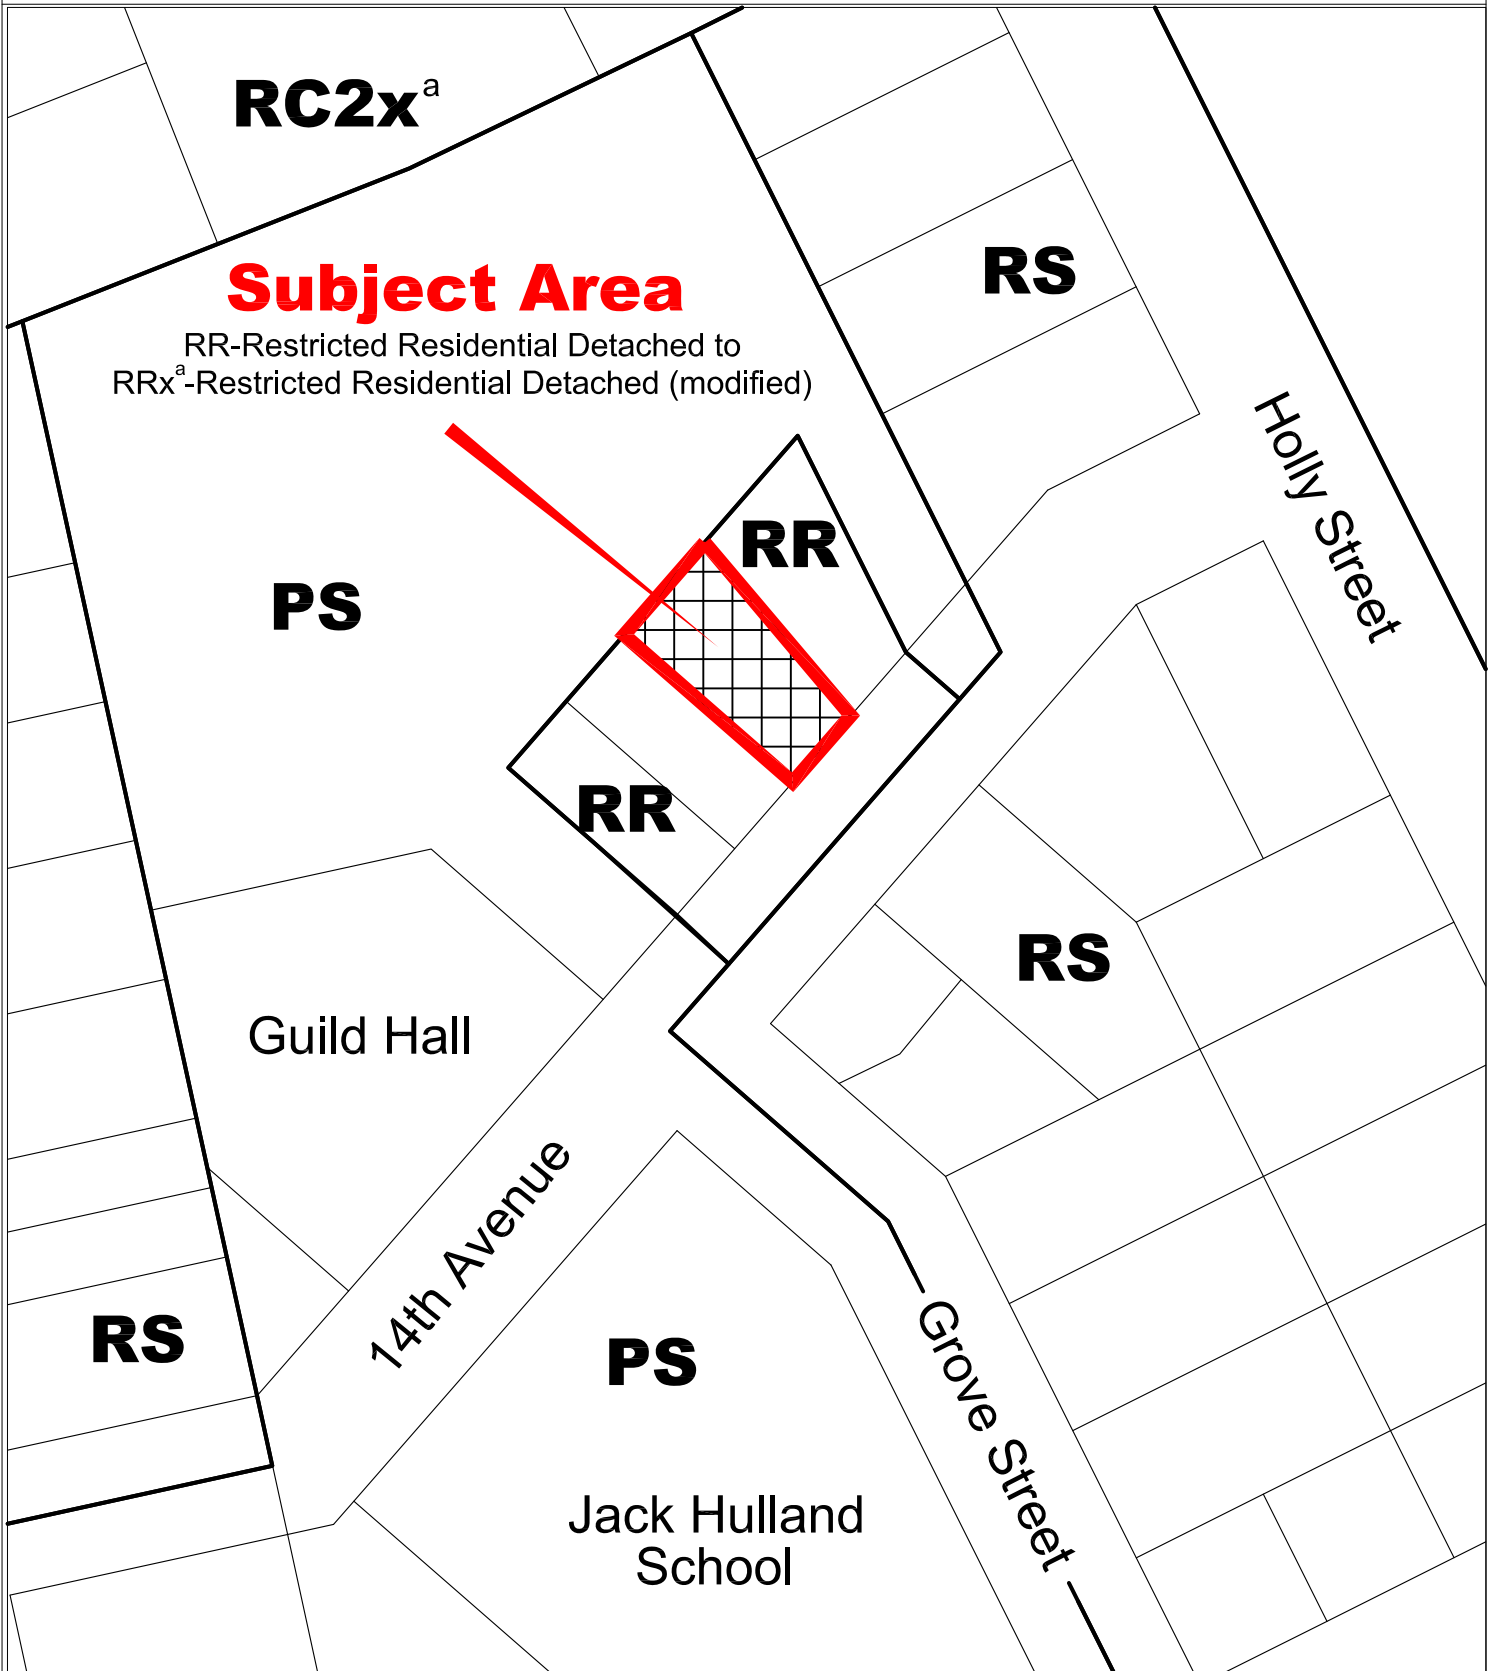 RC2xᵃ
RS
Subject Area
RR-Restricted Residential Detached to
RRxᵃ-Restricted Residential Detached (modified)
Holly Street
RR
PS
RR
RS
Guild Hall
14th Avenue
RS
PS
Grove Street
Jack Hulland
School